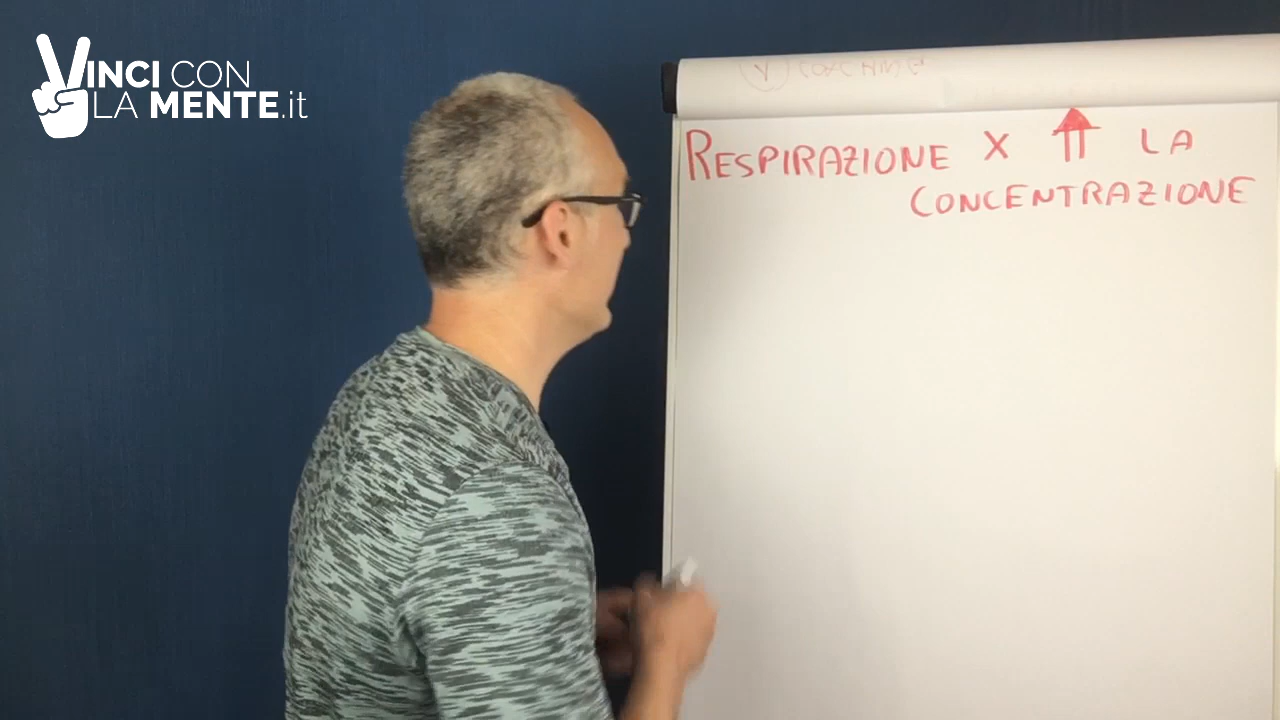 VINCI CON
LA MENTE.it
RESPIRAZIONE X ⇑ LA
CONCENTRAZIONE